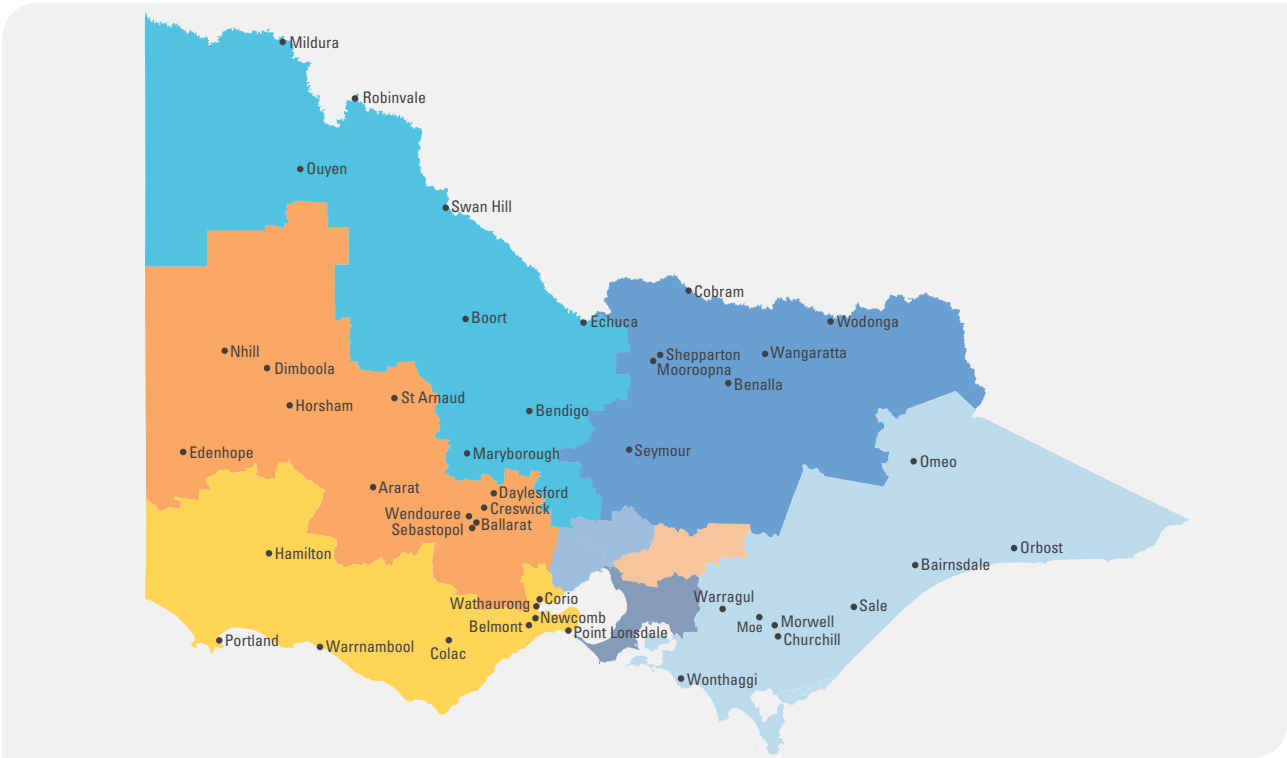 Mildura
Robinvale
Ouyen
Swan Hill
Cobram
Boort
Echuca
Wodonga
Nhill
Shepparton
Wangaratta
Mooroopna
Dimboola
Benalla
St Arnaud
Horsham
Bendigo
Edenhope
Maryborough
Seymour
Omeo
Ararat
Daylesford
Creswick
Wendouree
Ballarat
Sebastopol
Hamilton
Orbost
Bairnsdale
Corio
Warragul
Wathaurong
Sale
Newcomb
Moe
Morwell
Belmont
Point Lonsdale
Churchill
Portland
Warrnambool
Colac
Wonthaggi